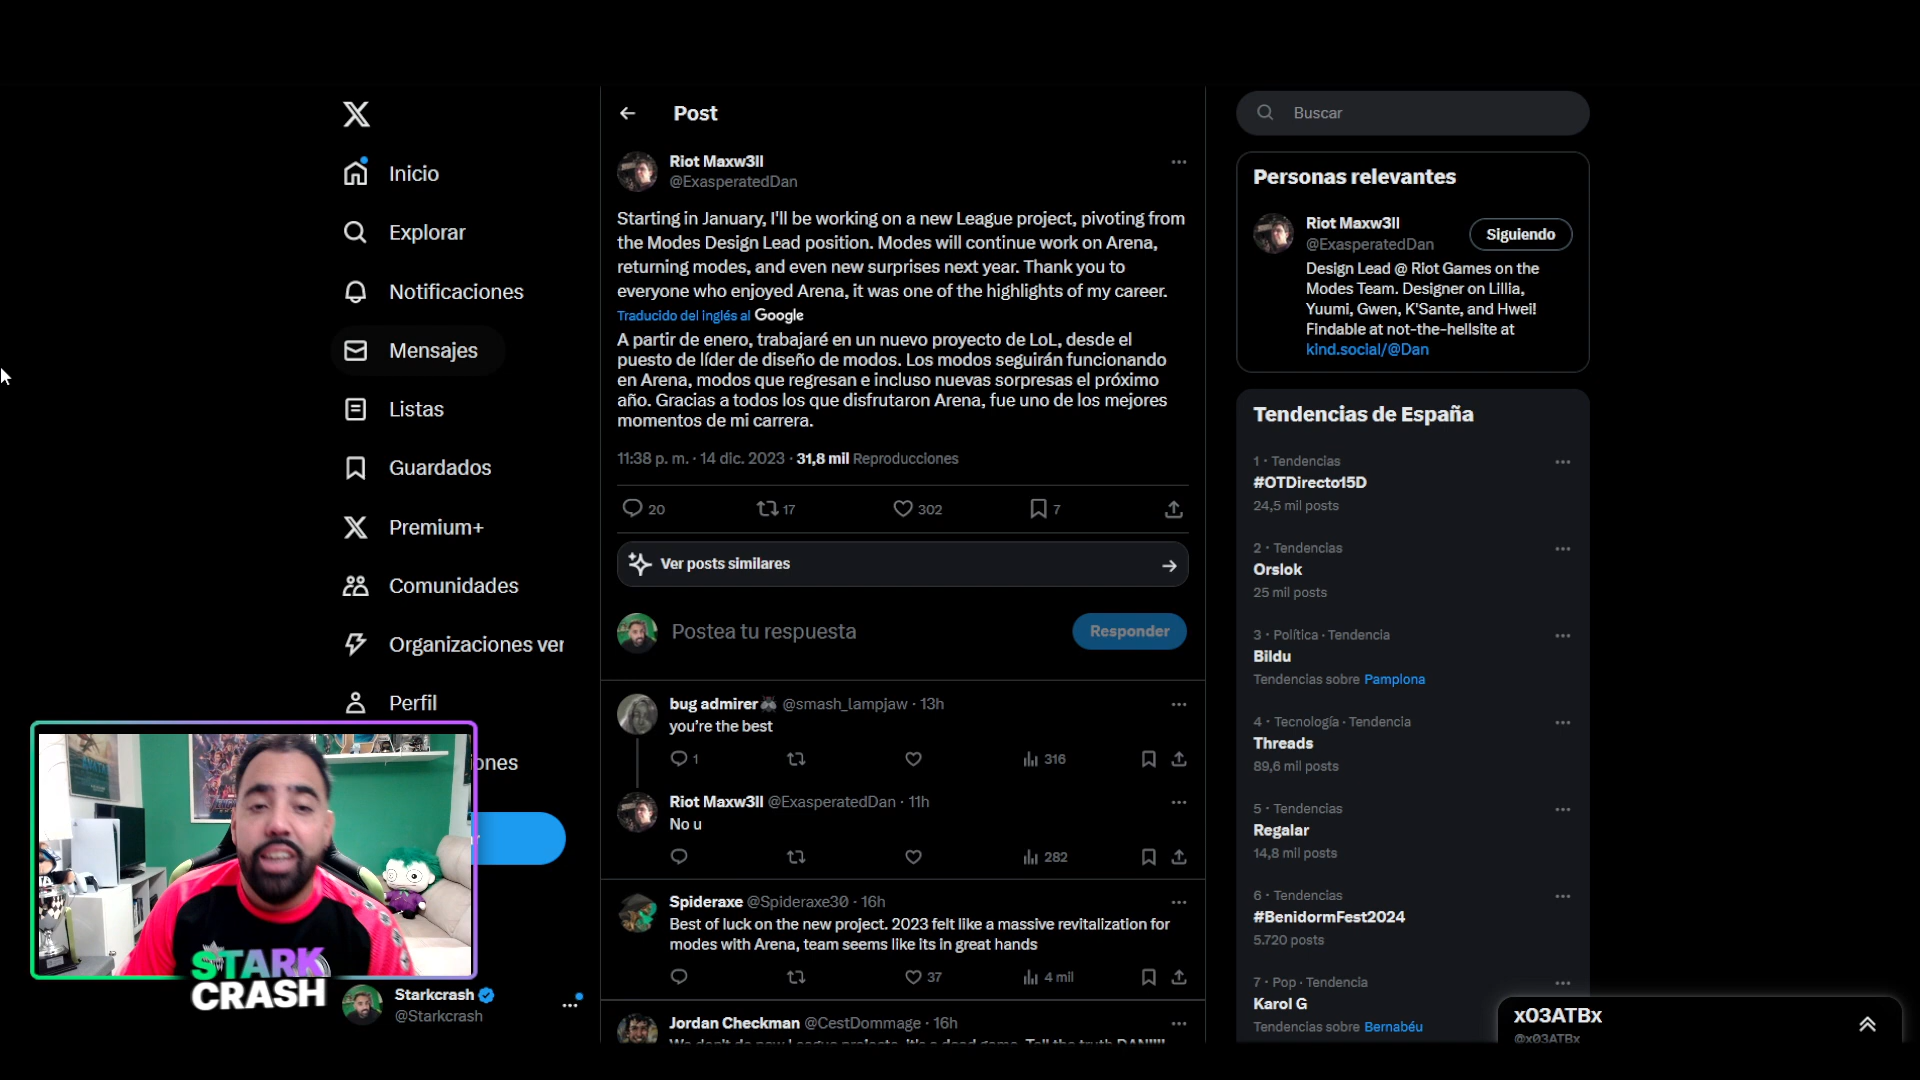 Inicio
Explorar
Notificaciones
Mensajes
Listas
Guardados
Premium+
Comunidades
Organizaciones ver
Perfil
ones
STARK
CRASH
Starkcrash
@Starkcrash
Post
Riot Maxw3ll
@ExasperatedDan
Starting in January, I'll be working on a new League project, pivoting from
the Modes Design Lead position. Modes will continue work on Arena,
returning modes, and even new surprises next year. Thank you to
everyone who enjoyed Arena, it was one of the highlights of my career.
Traducido del inglés al Google
A partir de enero, trabajaré en un nuevo proyecto de LoL, desde el
puesto de líder de diseño de modos. Los modos seguirán funcionando
en Arena, modos que regresan e incluso nuevas sorpresas el próximo
año. Gracias a todos los que disfrutaron Arena, fue uno de los mejores
momentos de mi carrera.
11:38 p. m. · 14 dic. 2023 · 31,8 mil Reproducciones
20 17 302 7
Ver posts similares
Postea tu respuesta
Responder
bug admirer @smash_lampjaw · 13h
you're the best
1 316
Riot Maxw3ll @ExasperatedDan · 11h
No u
282
Spideraxe @Spideraxe30 · 16h
Best of luck on the new project. 2023 felt like a massive revitalization for
modes with Arena, team seems like its in great hands
37 4 mil
Jordan Checkman @CestDommage · 16h
We don't do new League projects, it's a dead game. Tell the truth DAN!!!!!
Buscar
Personas relevantes
Riot Maxw3ll
@ExasperatedDan
Siguiendo
Design Lead @ Riot Games on the
Modes Team. Designer on Lillia,
Yuumi, Gwen, K'Sante, and Hwei!
Findable at not-the-hellsite at
kind.social/@Dan
Tendencias de España
1 · Tendencias
#OTDirecto15D
24,5 mil posts
2 · Tendencias
Orslok
25 mil posts
3 · Política · Tendencia
Bildu
Tendencias sobre Pamplona
4 · Tecnología · Tendencia
Threads
89,6 mil posts
5 · Tendencias
Regalar
14,8 mil posts
6 · Tendencias
#BenidormFest2024
5.720 posts
7 · Pop · Tendencia
Karol G
Tendencias sobre Bernabéu
x03ATBx
@x03ATBx